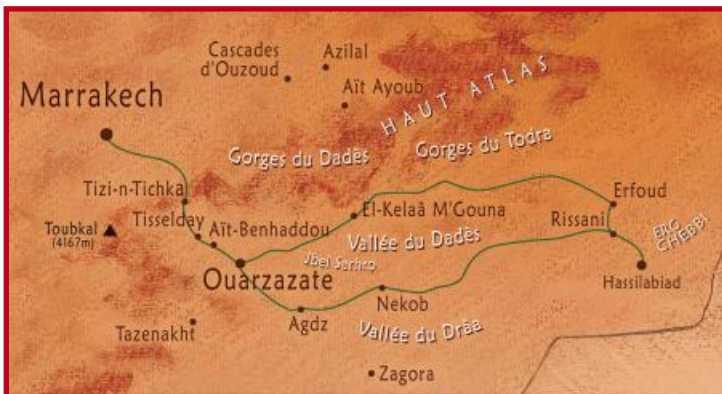 Cascades
d'Ouzoud
Azilal
Aït Ayoub
Marrakech
HAUT ATLAS
Gorges du Dadès
Gorges du Todra
Tizi-n-Tichka
El-Kelaâ M'Gouna
Erfoud
Toubkal
(4167m)
Tisselday
Aït-Benhaddou
Vallée du Dadès
Rissani
ERG
CHEBBI
Jbel Sarhro
Ouarzazate
Hassilabiad
Nekob
Agdz
Tazenakht
Vallée du Drâa
Zagora